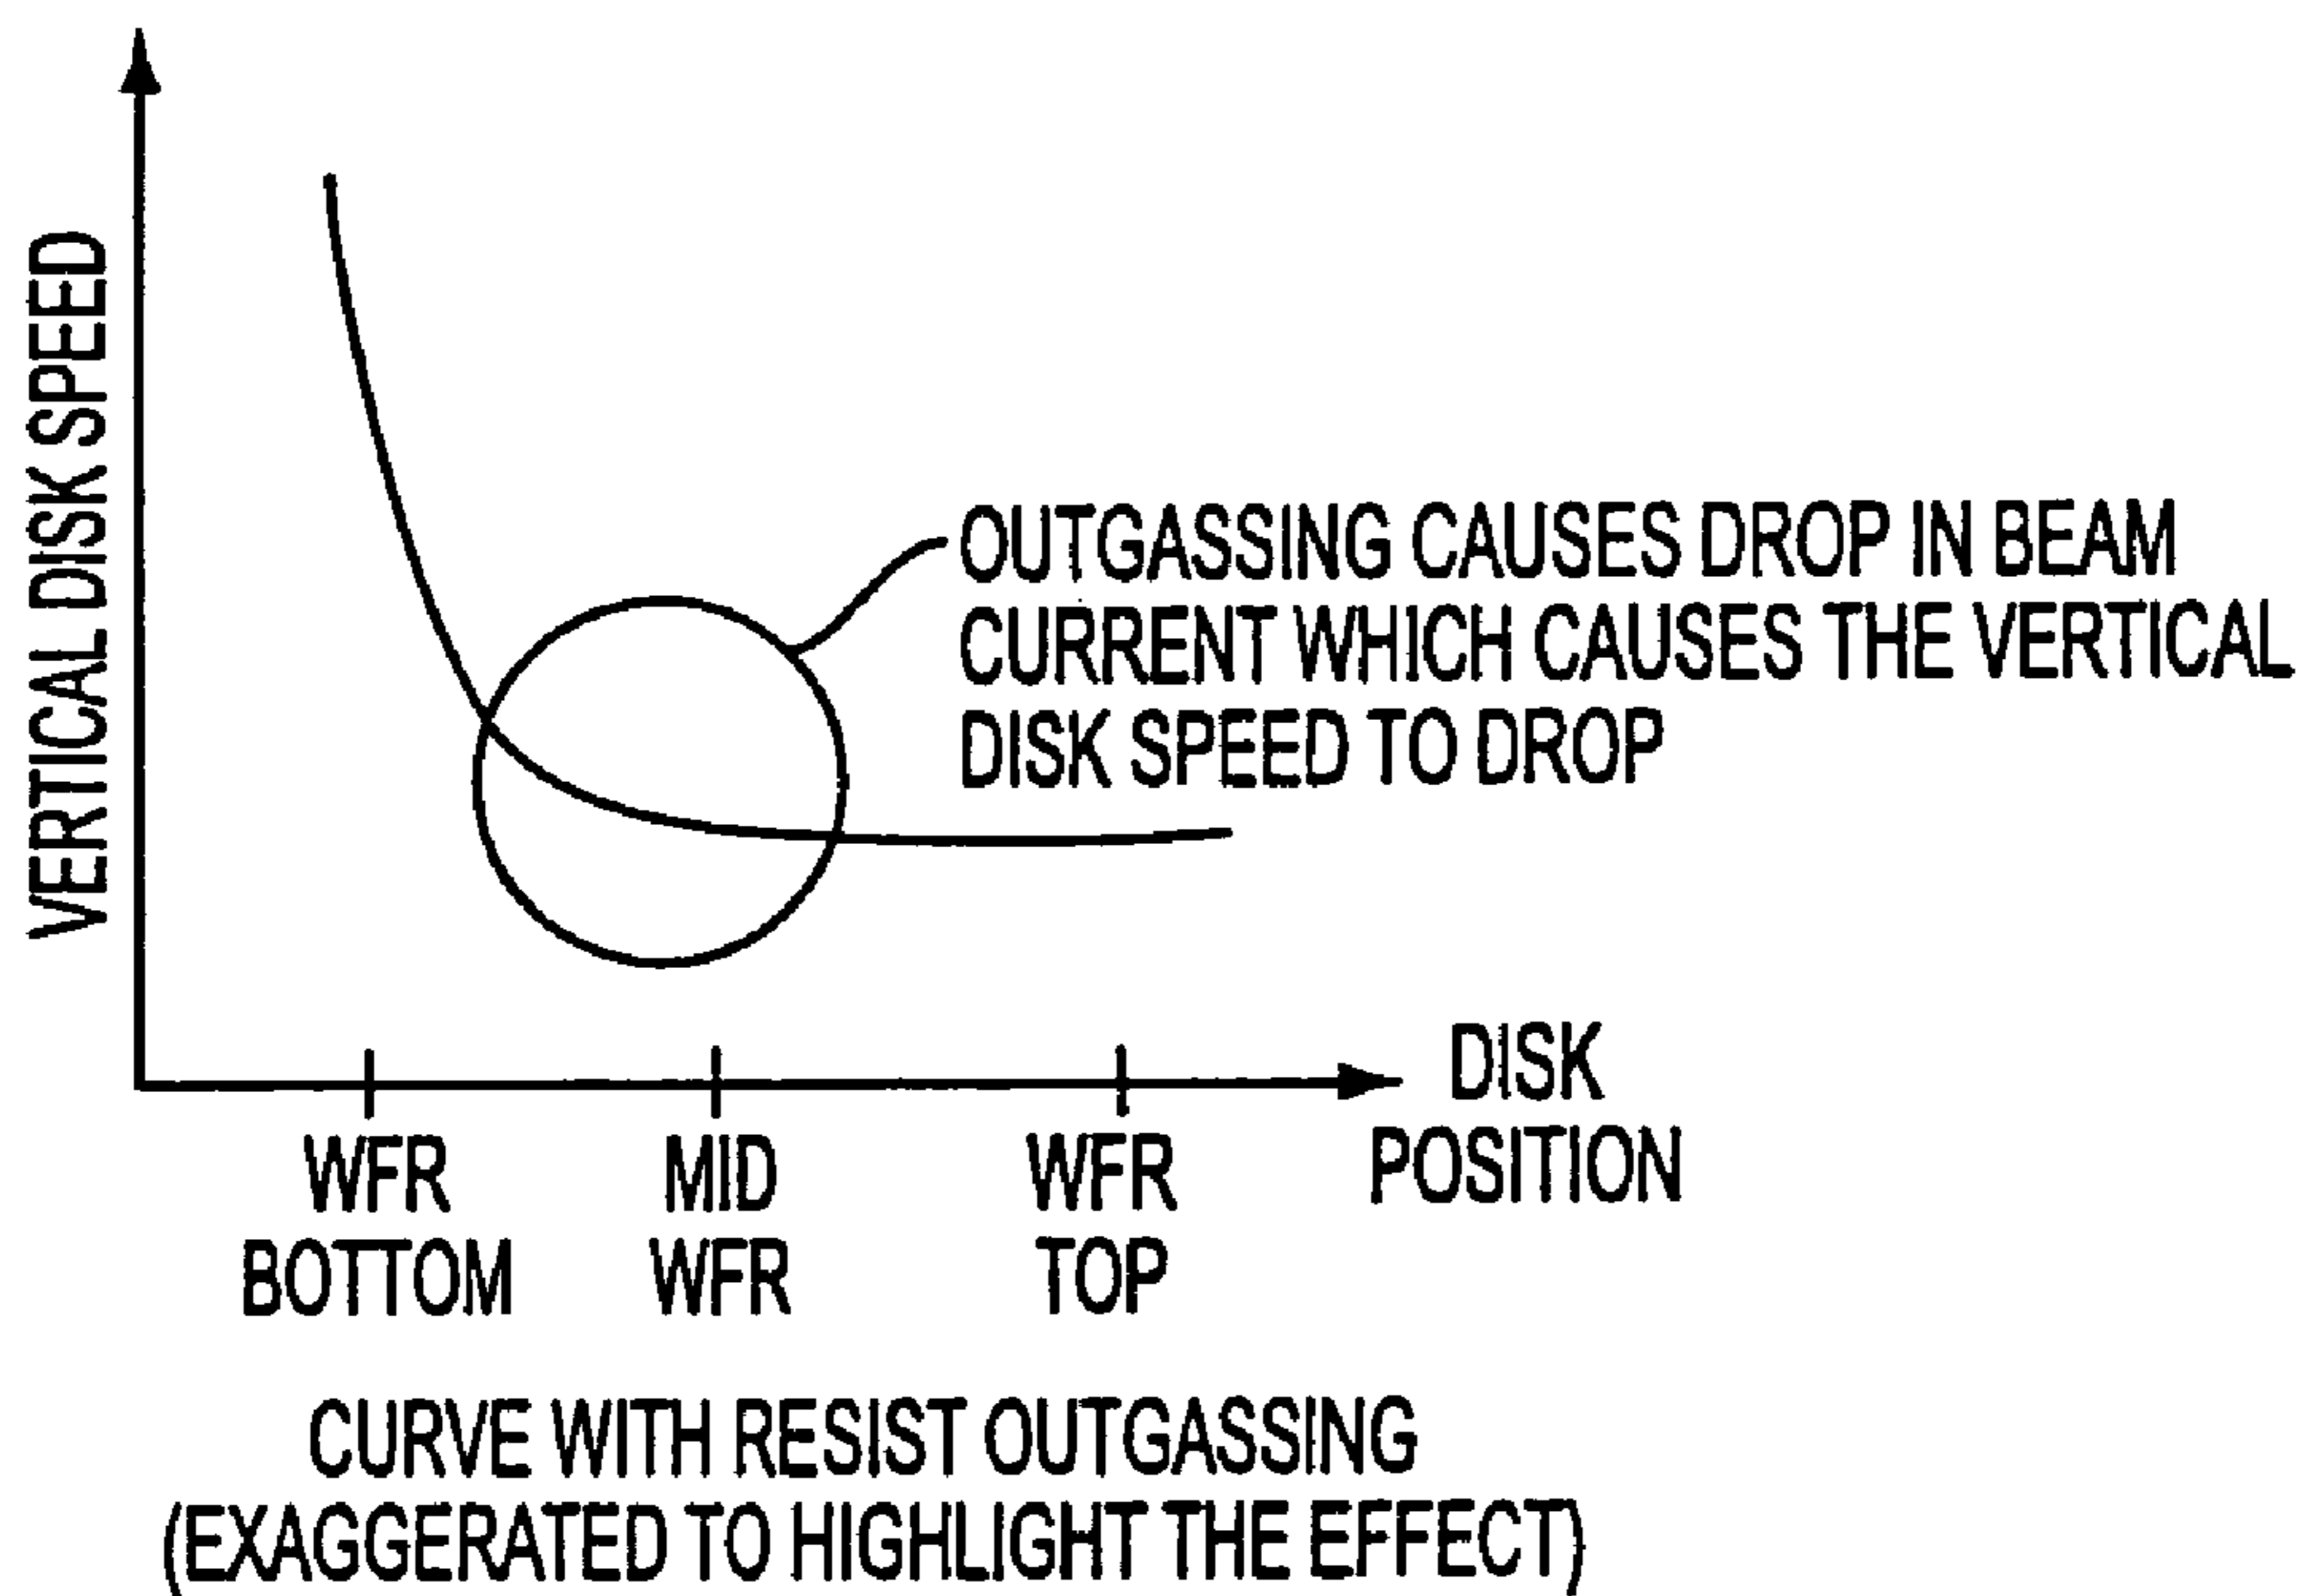 VERTICAL DISK SPEED
OUTGASSING CAUSES DROP IN BEAM
CURRENT WHICH CAUSES THE VERTICAL
DISK SPEED TO DROP
DISK
POSITION
WFR
BOTTOM
MID
WFR
WFR
TOP
CURVE WITH RESIST OUTGASSING
(EXAGGERATED TO HIGHLIGHT THE EFFECT)